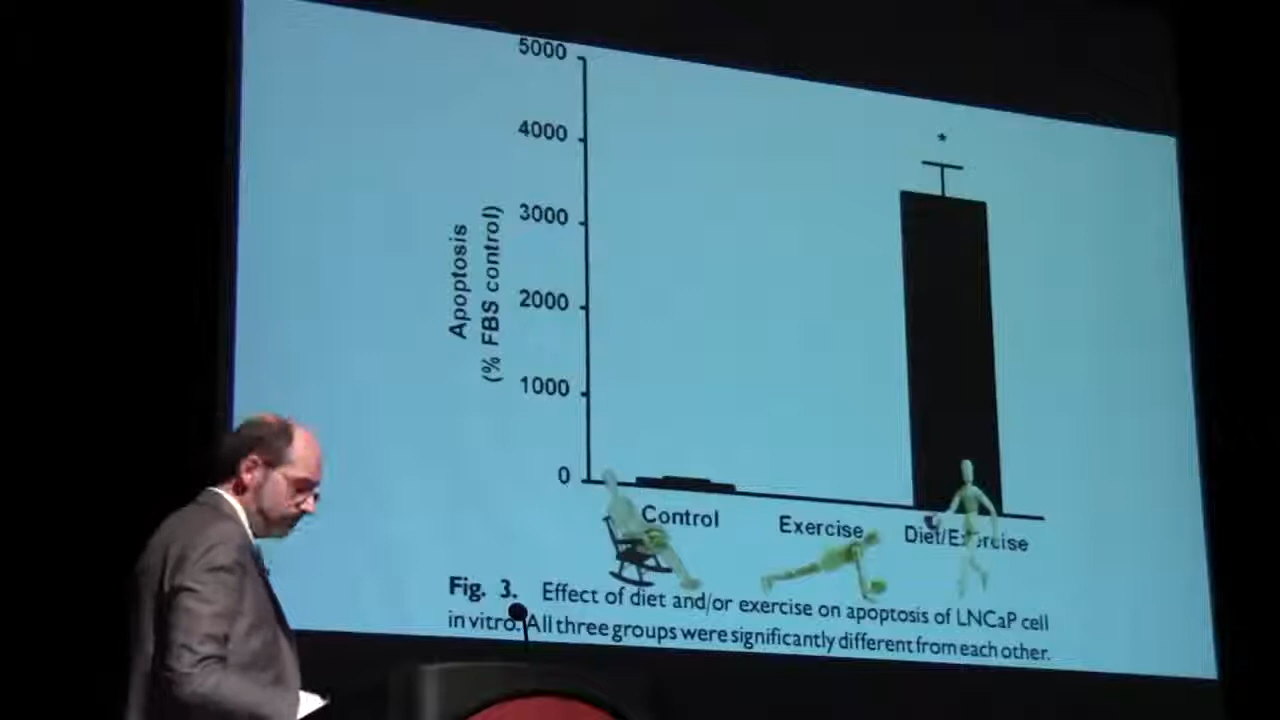 5000
4000
3000
2000
1000
0
Apoptosis
(% FBS control)
*
Control
Exercise
Diet/Exercise
Fig. 3. Effect of diet and/or exercise on apoptosis of LNCaP cell
in vitro. All three groups were significantly different from each other.